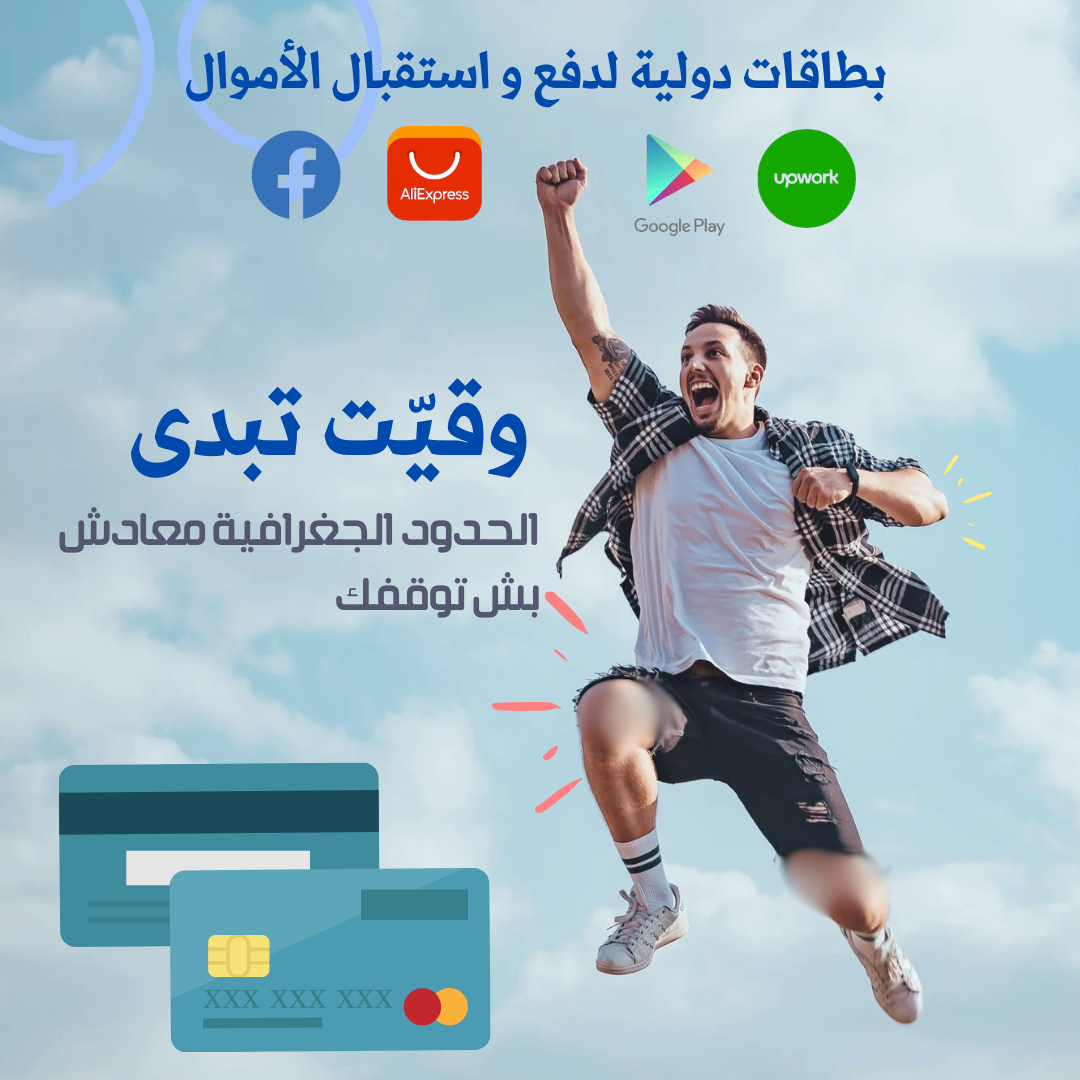 بطاقات دولية لدفع و استقبال الأموال
AliExpress
Google Play
upwork
وقيّت تبدى
الحدود الجغرافية معادش
بش توقفك
XXX XXX XXX